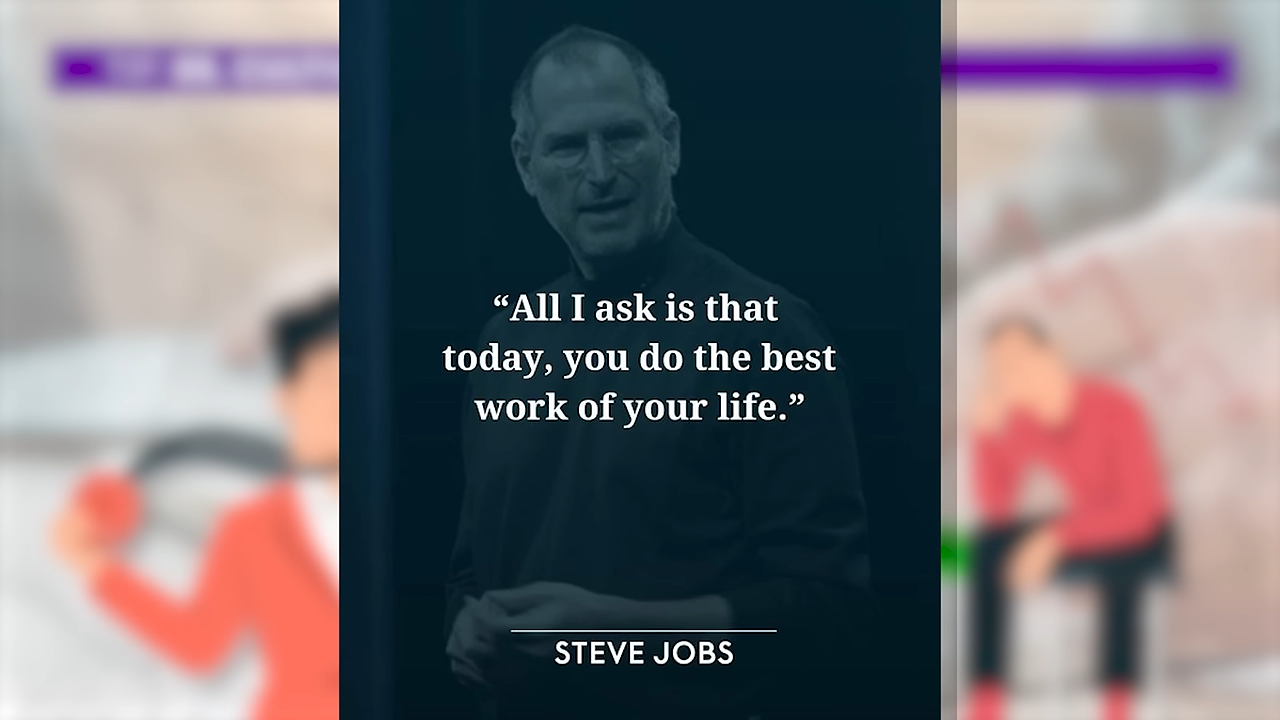 “All I ask is that
today, you do the best
work of your life.”
STEVE JOBS